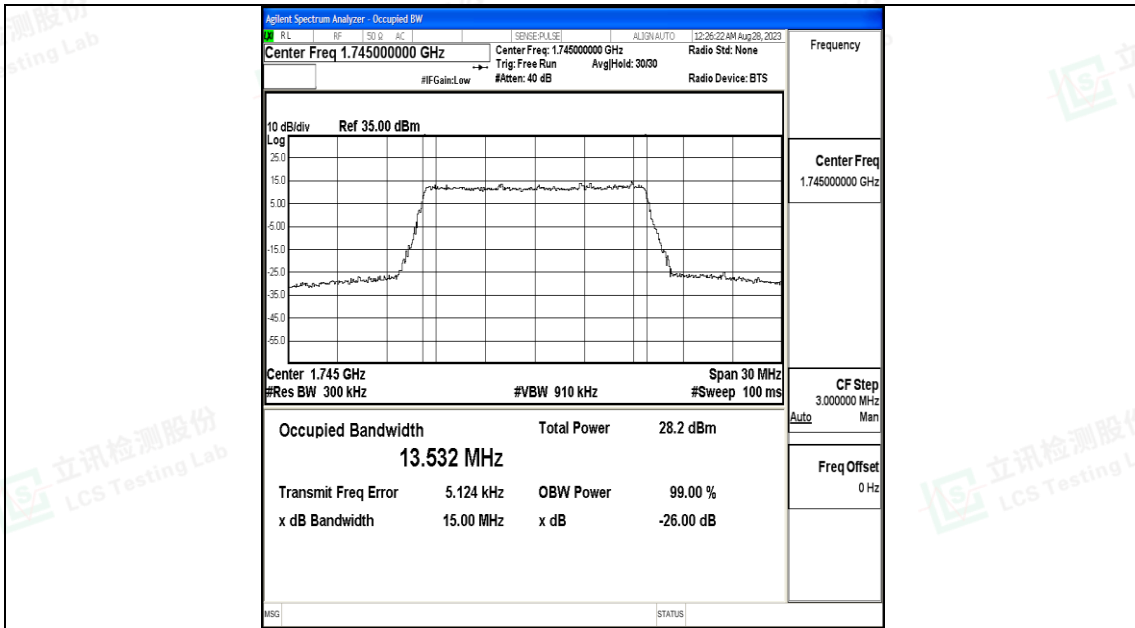 Agilent Spectrum Analyzer - Occupied BW
RL RF 50 Ω AC SENSE:PULSE ALIGN AUTO 12:26:22 AM Aug 28, 2023
Center Freq 1.745000000 GHz
Center Freq: 1.745000000 GHz
Radio Std: None
Trig: Free Run
Avg|Hold: 30/30
#IFGain:Low
#Atten: 40 dB
Radio Device: BTS
10 dB/div
Ref 35.00 dBm
Log
25.0
15.0
5.00
-5.00
-15.0
-25.0
-35.0
-45.0
-55.0
Center 1.745 GHz
Span 30 MHz
#Res BW 300 kHz
#VBW 910 kHz
#Sweep 100 ms
Occupied Bandwidth
Total Power 28.2 dBm
13.532 MHz
Transmit Freq Error 5.124 kHz
OBW Power 99.00 %
x dB Bandwidth 15.00 MHz
x dB -26.00 dB
MSG
STATUS
Frequency
Center Freq
1.745000000 GHz
CF Step
3.000000 MHz
Auto Man
Freq Offset
0 Hz
立讯检测股份
LCS Testing Lab
立讯检测股份
LCS Testing L
测股份
sting Lab
立